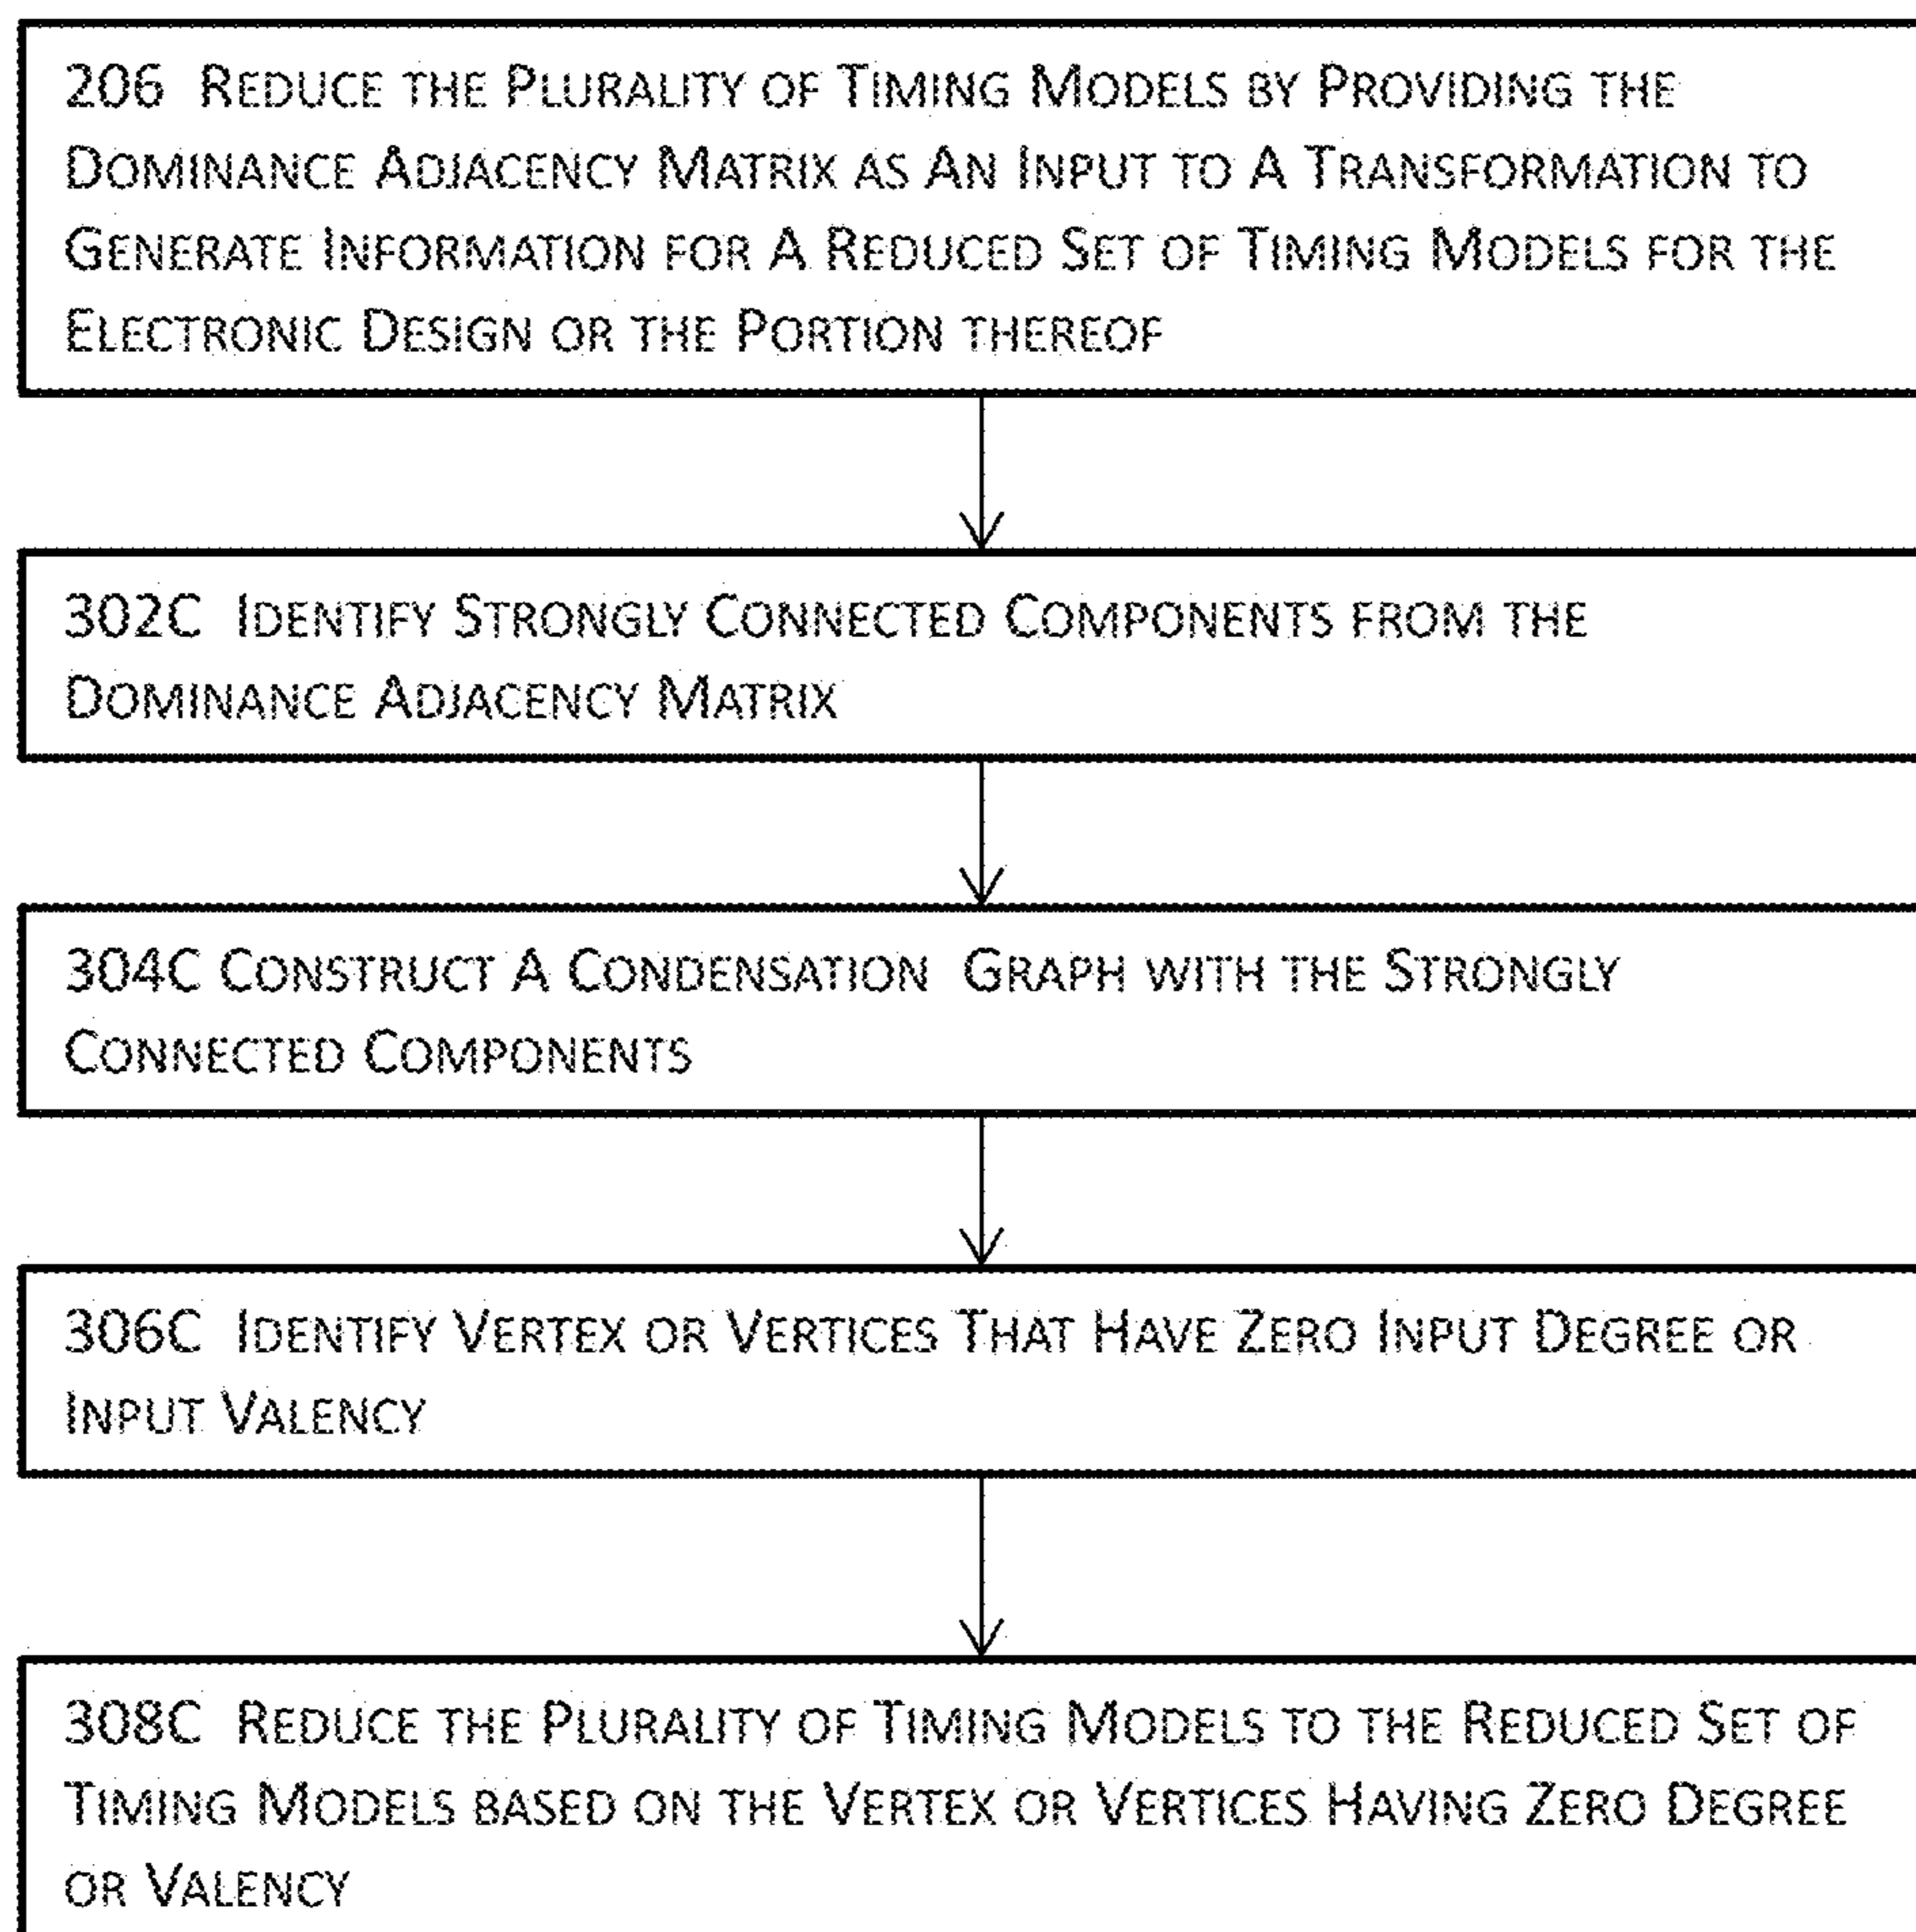 206 Reduce the Plurality of Timing Models by Providing the
Dominance Adjacency Matrix as An Input to A Transformation to
Generate Information for A Reduced Set of Timing Models for the
Electronic Design or the Portion thereof
302C Identify Strongly Connected Components from the
Dominance Adjacency Matrix
304C Construct A Condensation Graph with the Strongly
Connected Components
306C Identify Vertex or Vertices That Have Zero Input Degree or
Input Valency
308C Reduce the Plurality of Timing Models to the Reduced Set of
Timing Models based on the Vertex or Vertices Having Zero Degree
or Valency